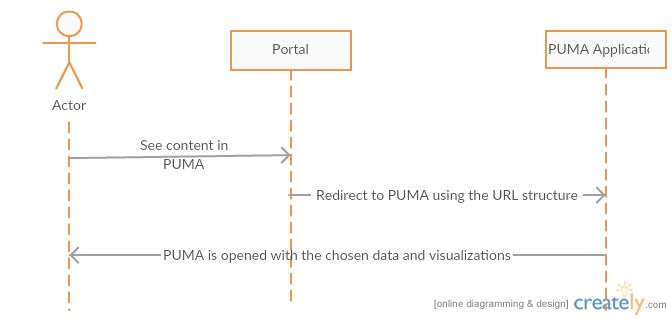 Portal
PUMA Applicatic
Actor
See content in
PUMA
Redirect to PUMA using the URL structure
PUMA is opened with the chosen data and visualizations
[online diagramming & design] creately.com